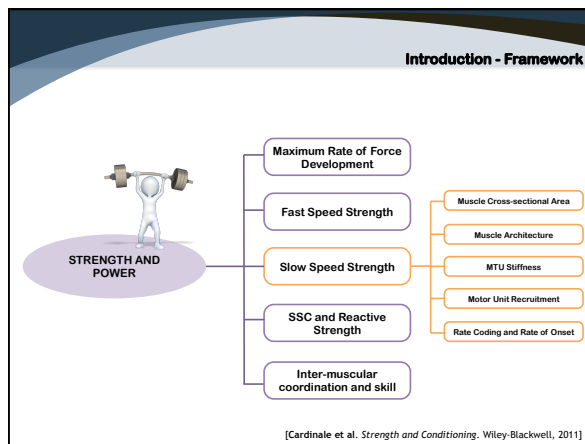 Introduction - Framework
Maximum Rate of Force
Development
Fast Speed Strength
STRENGTH AND
POWER
Slow Speed Strength
SSC and Reactive
Strength
Inter-muscular
coordination and skill
Muscle Cross-sectional Area
Muscle Architecture
MTU Stiffness
Motor Unit Recruitment
Rate Coding and Rate of Onset
[Cardinale et al. Strength and Conditioning. Wiley-Blackwell, 2011]